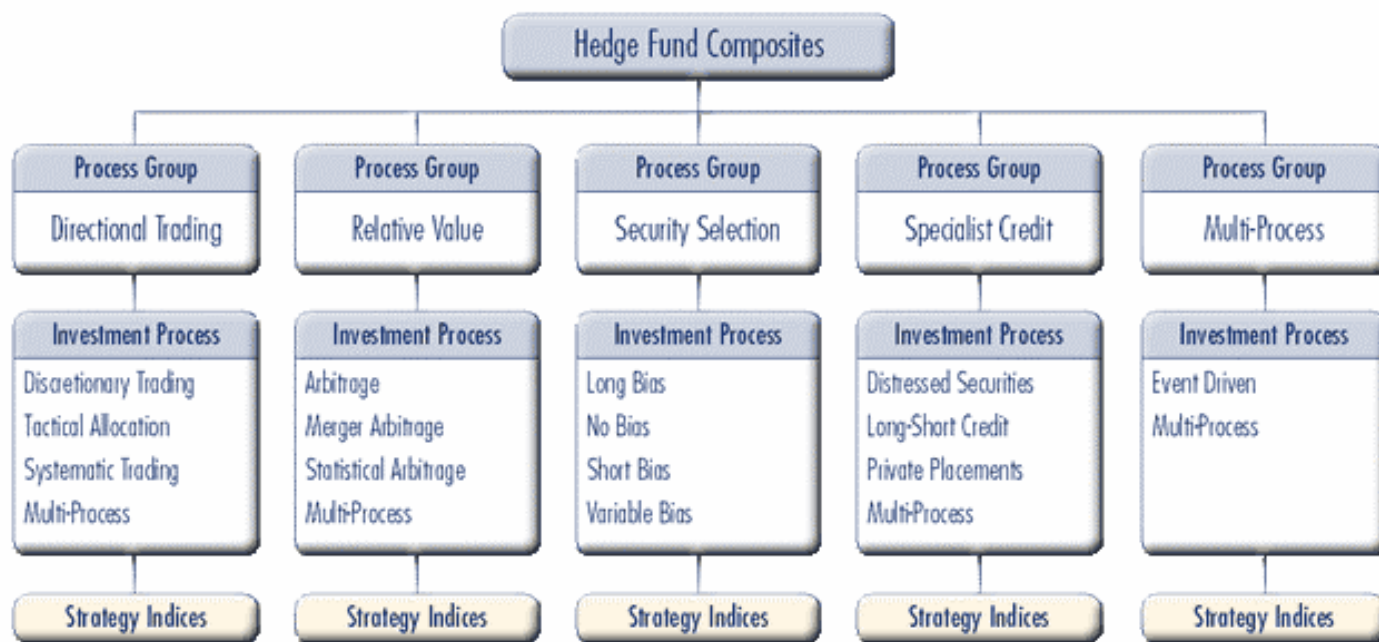 Hedge Fund Composites
Process Group
Directional Trading
Process Group
Relative Value
Process Group
Security Selection
Process Group
Specialist Credit
Process Group
Multi-Process
Investment Process
Discretionary Trading
Tactical Allocation
Systematic Trading
Multi-Process
Investment Process
Arbitrage
Merger Arbitrage
Statistical Arbitrage
Multi-Process
Investment Process
Long Bias
No Bias
Short Bias
Variable Bias
Investment Process
Distressed Securities
Long-Short Credit
Private Placements
Multi-Process
Investment Process
Event Driven
Multi-Process
Strategy Indices
Strategy Indices
Strategy Indices
Strategy Indices
Strategy Indices